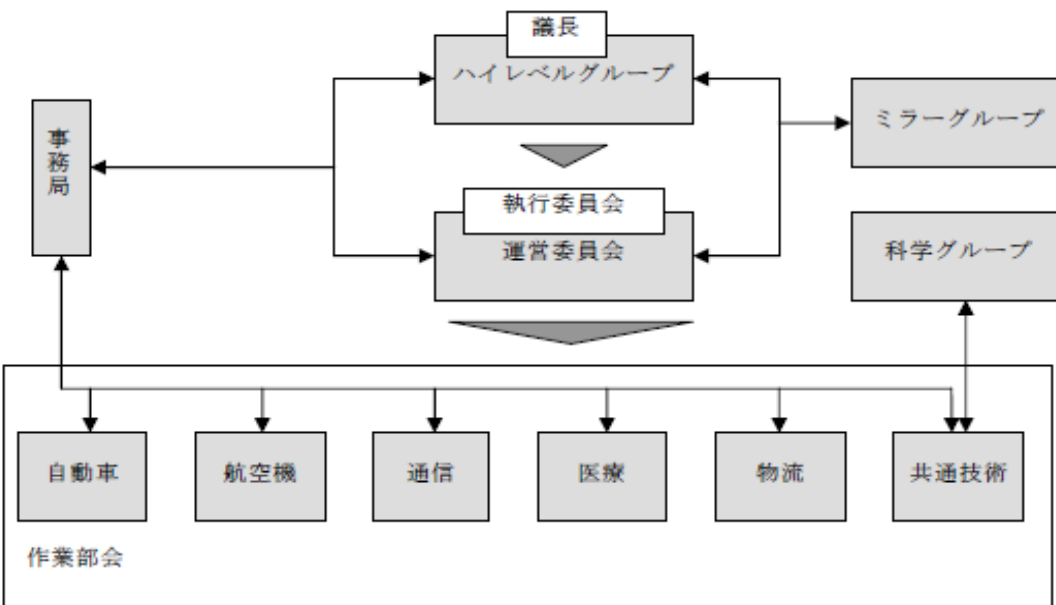 議長
ハイレベルグループ
事務局
ミラーグループ
執行委員会
運営委員会
科学グループ
自動車
航空機
通信
医療
物流
共通技術
作業部会